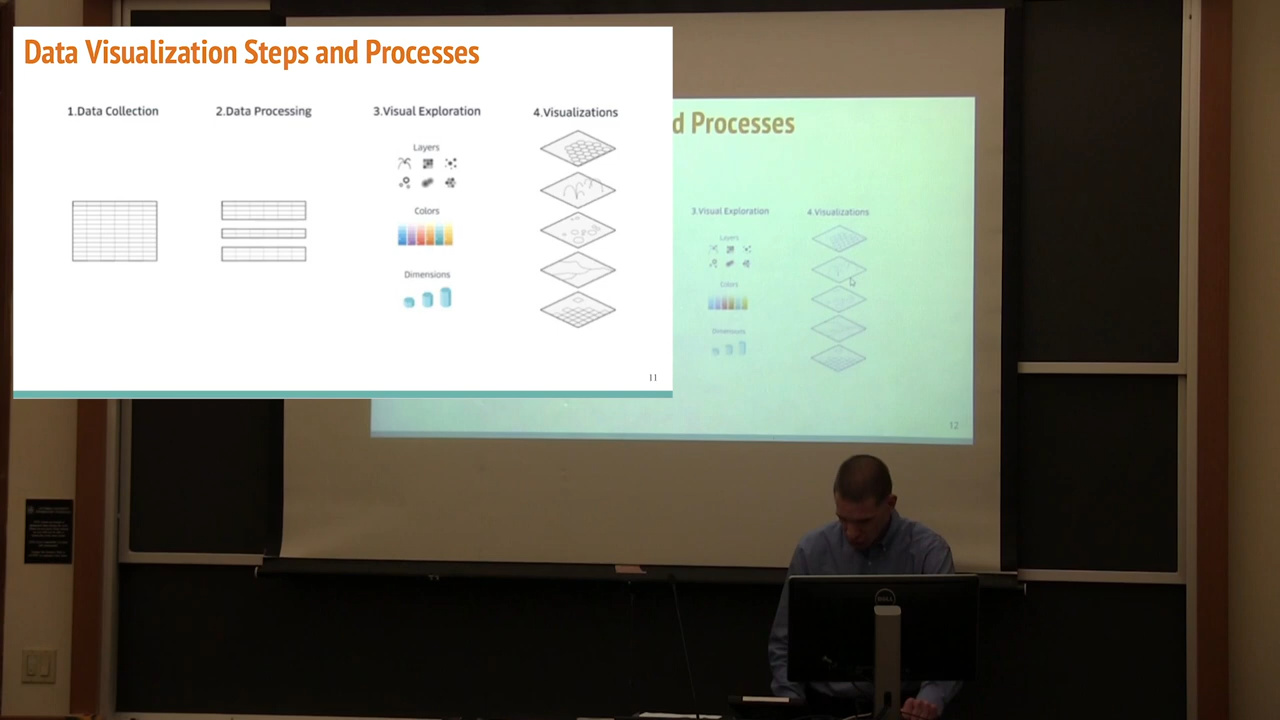 Data Visualization Steps and Processes
1.Data Collection
2.Data Processing
3.Visual Exploration
4.Visualizations
Layers
Colors
Dimensions
11
d Processes
3.Visual Exploration
4.Visualizations
Layers
Colors
Dimensions
12
DELL